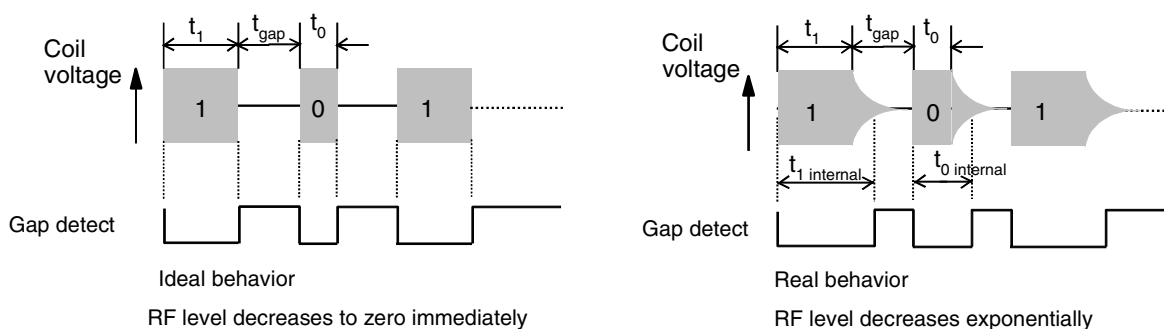 t1 tgap t0
Coil
voltage
1 0 1
Gap detect
Ideal behavior
RF level decreases to zero immediately
t1 tgap t0
Coil
voltage
1 0 1
t1 internal t0 internal
Gap detect
Real behavior
RF level decreases exponentially